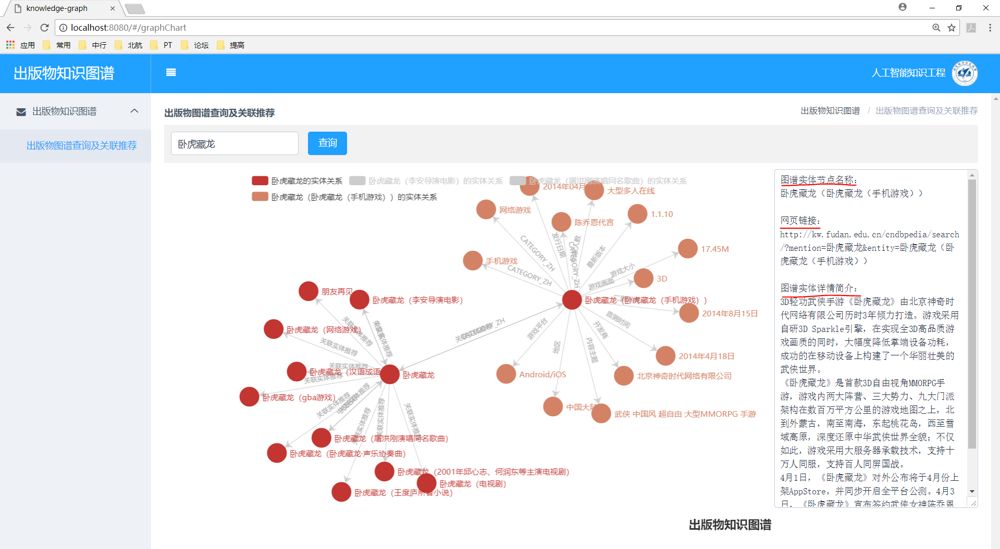 knowledge-graph
localhost:8080/#/graphChart
应用 常用 中行 北航 PT 论坛 提高
出版物知识图谱
人工智能知识工程
出版物知识图谱
出版物图谱查询及关联推荐
出版物图谱查询及关联推荐
出版物知识图谱 / 出版物图谱查询及关联推荐
卧虎藏龙
查询
卧虎藏龙的实体关系
卧虎藏龙（李安导演电影）的实体关系
卧虎藏龙（屠洪刚演唱同名歌曲）的实体关系
卧虎藏龙（卧虎藏龙（手机游戏））的实体关系
2014年04月
大型多人在线
网络游戏
陈乔恩代言
1.1.10
17.45M
手机游戏
3D
卧虎藏龙（卧虎藏龙（手机游戏））
2014年8月15日
2014年4月18日
北京神奇时代网络有限公司
Android/iOS
中国大陆
武侠 中国风 超自由 大型MMORPG 手游
CATEGORY_ZH
CATEGORY_ZH
CATEGORY_ZH
发行日期
最新版本
游戏大小
游戏画面
首测时间
开发商
内容主题
地区
游戏平台
朋友再见
卧虎藏龙（李安导演电影）
卧虎藏龙（网络游戏）
卧虎藏龙（汉语成语
卧虎藏龙
卧虎藏龙（gba游戏）
卧虎藏龙（屠洪刚演唱同名歌曲）
卧虎藏龙（卧虎藏龙·声乐协奏曲）
卧虎藏龙（2001年邱心志、何润东等主演电视剧）
卧虎藏龙（电视剧）
卧虎藏龙（王度庐所著小说）
关联实体推荐
关联实体推荐
关联实体推荐
关联实体推荐
关联实体推荐
关联实体推荐
关联实体推荐
关联实体推荐
关联实体推荐
图谱实体节点名称：
卧虎藏龙（卧虎藏龙（手机游戏））
网页链接：
http://kw.fudan.edu.cn/cndbpedia/search
/?mention=卧虎藏龙&entity=卧虎藏龙（卧
虎藏龙（手机游戏））
图谱实体详情简介：
3D轻功武侠手游《卧虎藏龙》由北京神奇时
代网络有限公司历时3年倾力打造。游戏采用
自研3D Sparkle引擎，在实现全3D高品质游
戏画质的同时，大幅度降低掌端设备功耗，
成功的在移动设备上构建了一个华丽壮美的
武侠世界。
《卧虎藏龙》是首款3D自由视角MMORPG手
游，游戏内两大阵营、三大势力、九大门派
架构在数百万平方公里的游戏地图之上，北
到外蒙古，南至南海，东起桃花岛，西至雪
域高原，深度还原中华武侠世界全貌；不仅
如此，游戏采用大服务器承载技术，支持十
万人同服，支持百人同屏国战。
4月1日，《卧虎藏龙》对外公布将于4月份上
架AppStore，并同步开启全平台公测。4月3
日，《卧虎藏龙》宣布签约武侠女神陈乔恩
出版物知识图谱